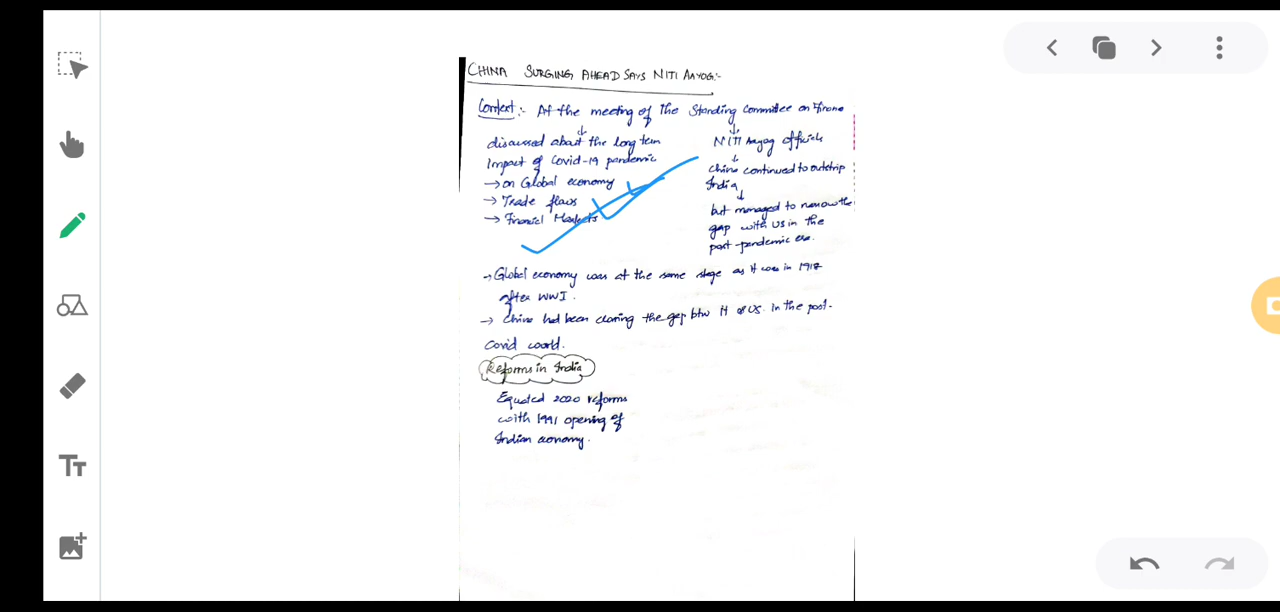 CHINA SURGING AHEAD SAYS NITI AAYOG:-
Context:- At the meeting of the Standing Committee on Finance
discussed about the long term
Impact of Covid-19 pandemic
→ on Global economy
→ Trade flows
→ Financial Markets
NITI Aayog officials
China continued to outstrip
India
but managed to narrow the
gap with US in the
post-pandemic era.
→ Global economy was at the same stage as it was in 1918
after WWI.
→ China had been closing the gap btw it & US. In the post-
Covid world.
Reforms in India
Equated 2020 reforms
with 1991 opening of
Indian economy.
TT